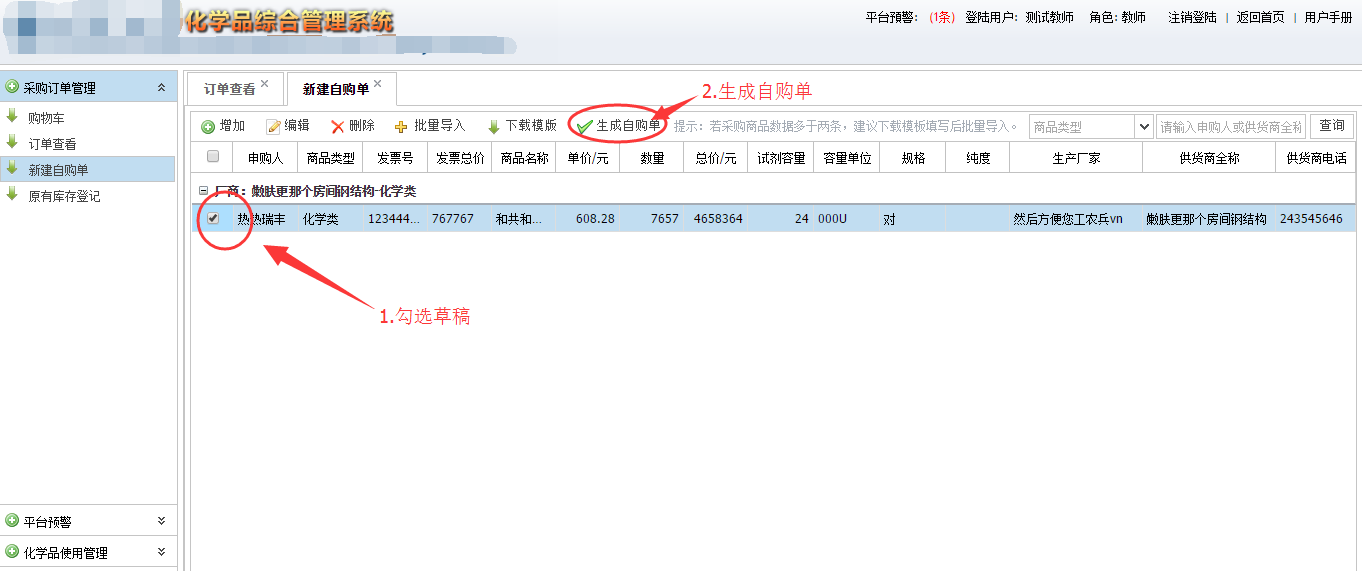 化学品综合管理系统
平台预警: (1条) 登陆用户: 测试教师 角色: 教师 注销登陆 | 返回首页 | 用户手册
采购订单管理
购物车
订单查看
新建自购单
原有库存登记
平台预警
化学品使用管理
订单查看 新建自购单
2.生成自购单
增加 编辑 删除 批量导入 下载模版 生成自购单 提示：若采购商品数据多于两条，建议下载模板填写后批量导入。 商品类型 请输入申购人或供货商全称 查询
申购人 商品类型 发票号 发票总价 商品名称 单价/元 数量 总价/元 试剂容量 容量单位 规格 纯度 生产厂家 供货商全称 供货商电话
厂商：嫩肤更那个房间钢结构-化学类
热热瑞丰 化学类 123444... 767767 和共和... 608.28 7657 4658364 24 000U 对 然后方便您工农兵vn 嫩肤更那个房间钢结构 243545646
1.勾选草稿